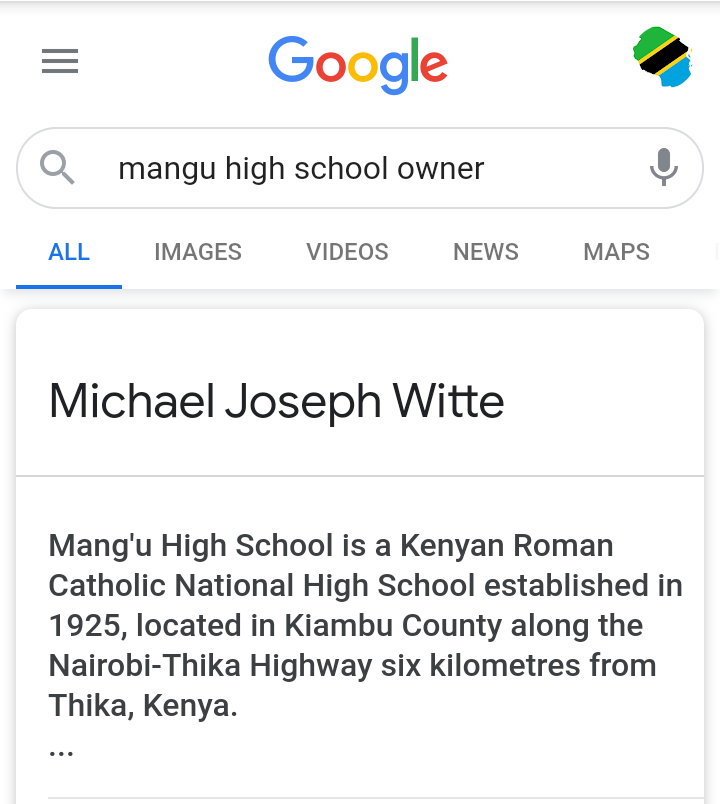 Google
mangu high school owner
ALL IMAGES VIDEOS NEWS MAPS
Michael Joseph Witte
Mang'u High School is a Kenyan Roman
Catholic National High School established in
1925, located in Kiambu County along the
Nairobi-Thika Highway six kilometres from
Thika, Kenya.
...